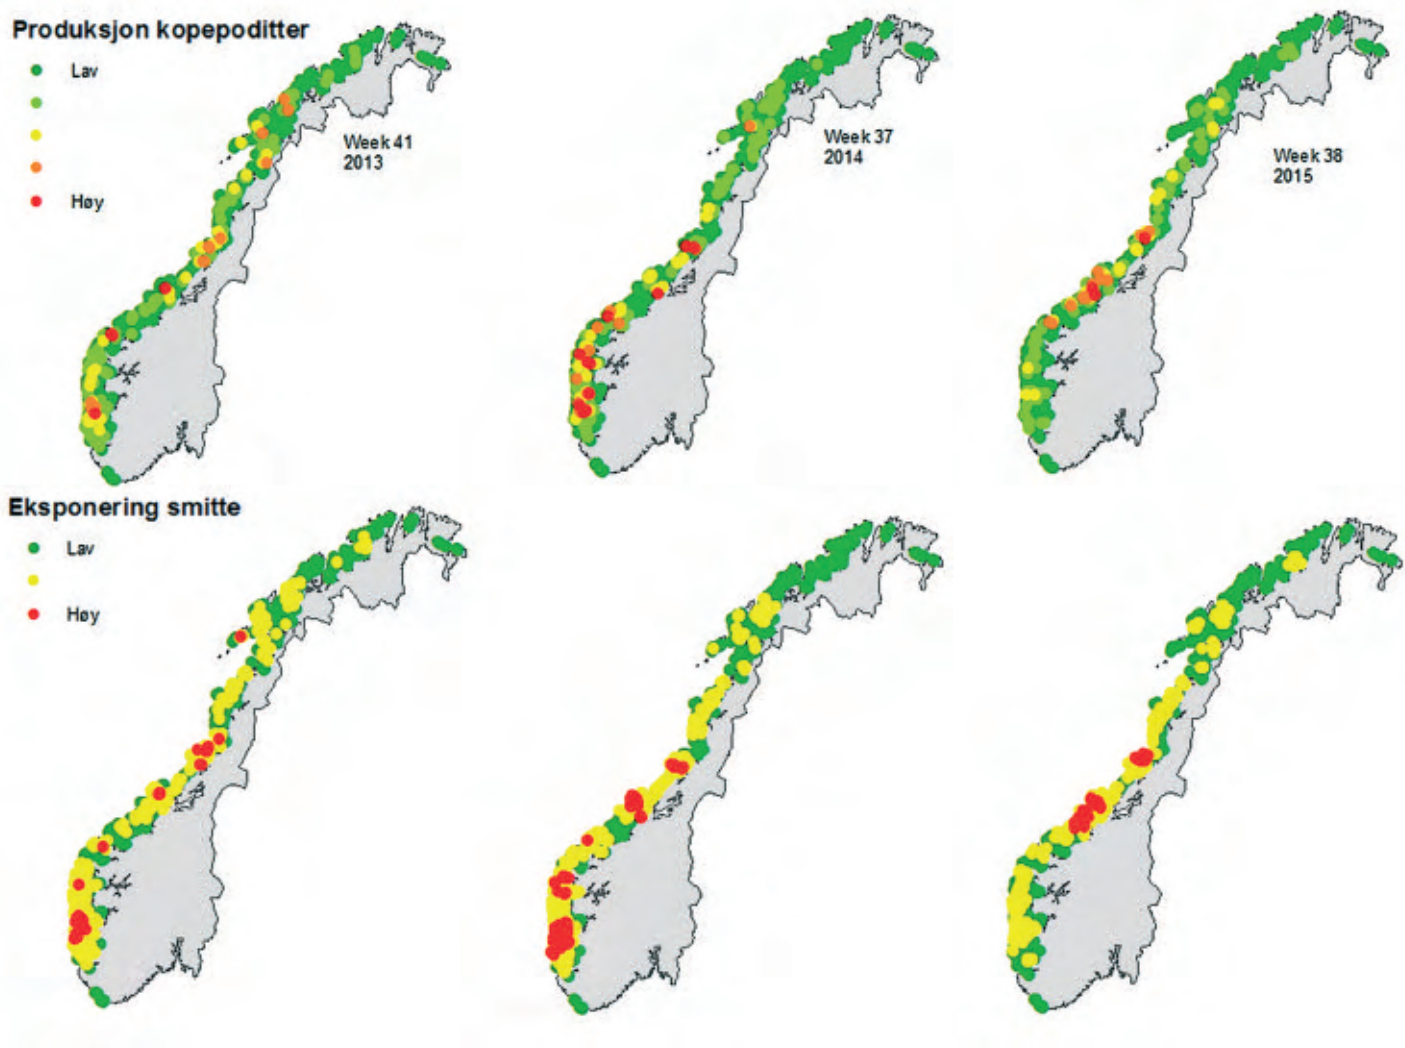 Produksjon kopepoditter
Lav
Høy
Week 41
2013
Week 37
2014
Week 38
2015
Eksponering smitte
Lav
Høy